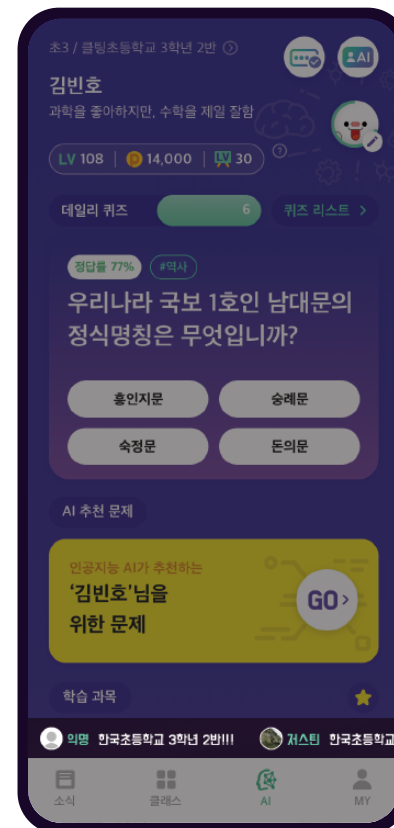 초3 / 클팅초등학교 3학년 2반
AI
김빈호
과학을 좋아하지만, 수학을 제일 잘함
LV 108 | 14,000 | LV 30 ?
데일리 퀴즈 6 퀴즈 리스트 >
정답률 77% #역사
우리나라 국보 1호인 남대문의
정식명칭은 무엇입니까?
흥인지문 숭례문
숙정문 돈의문
AI 추천 문제
인공지능 AI가 추천하는
'김빈호'님을
위한 문제
GO >
학습 과목
익명 한국초등학교 3학년 2반!!! 저스틴 한국초등학교
소식 클래스 AI MY